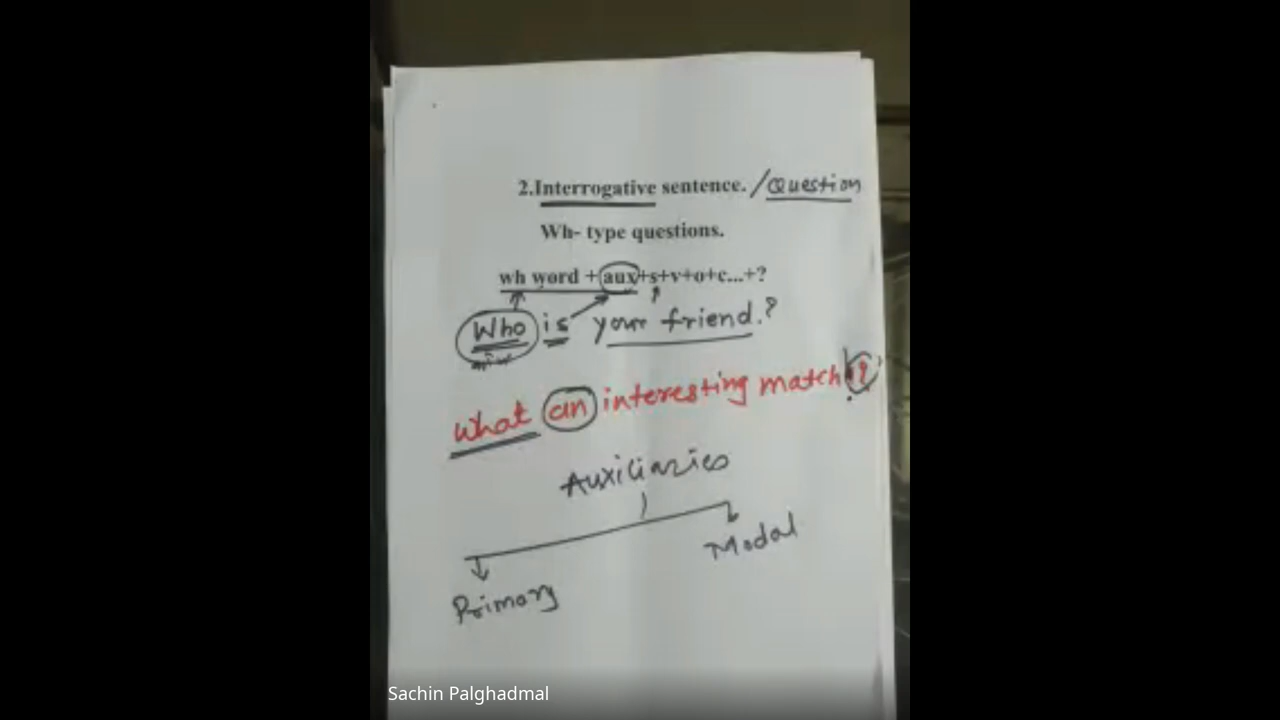 2.Interrogative sentence. /Question
Wh- type questions.
wh word +aux+s+v+o+c...+?
Who is your friend.?
What an interesting match
Auxiliaries
Modal
Primary
Sachin Palghadmal